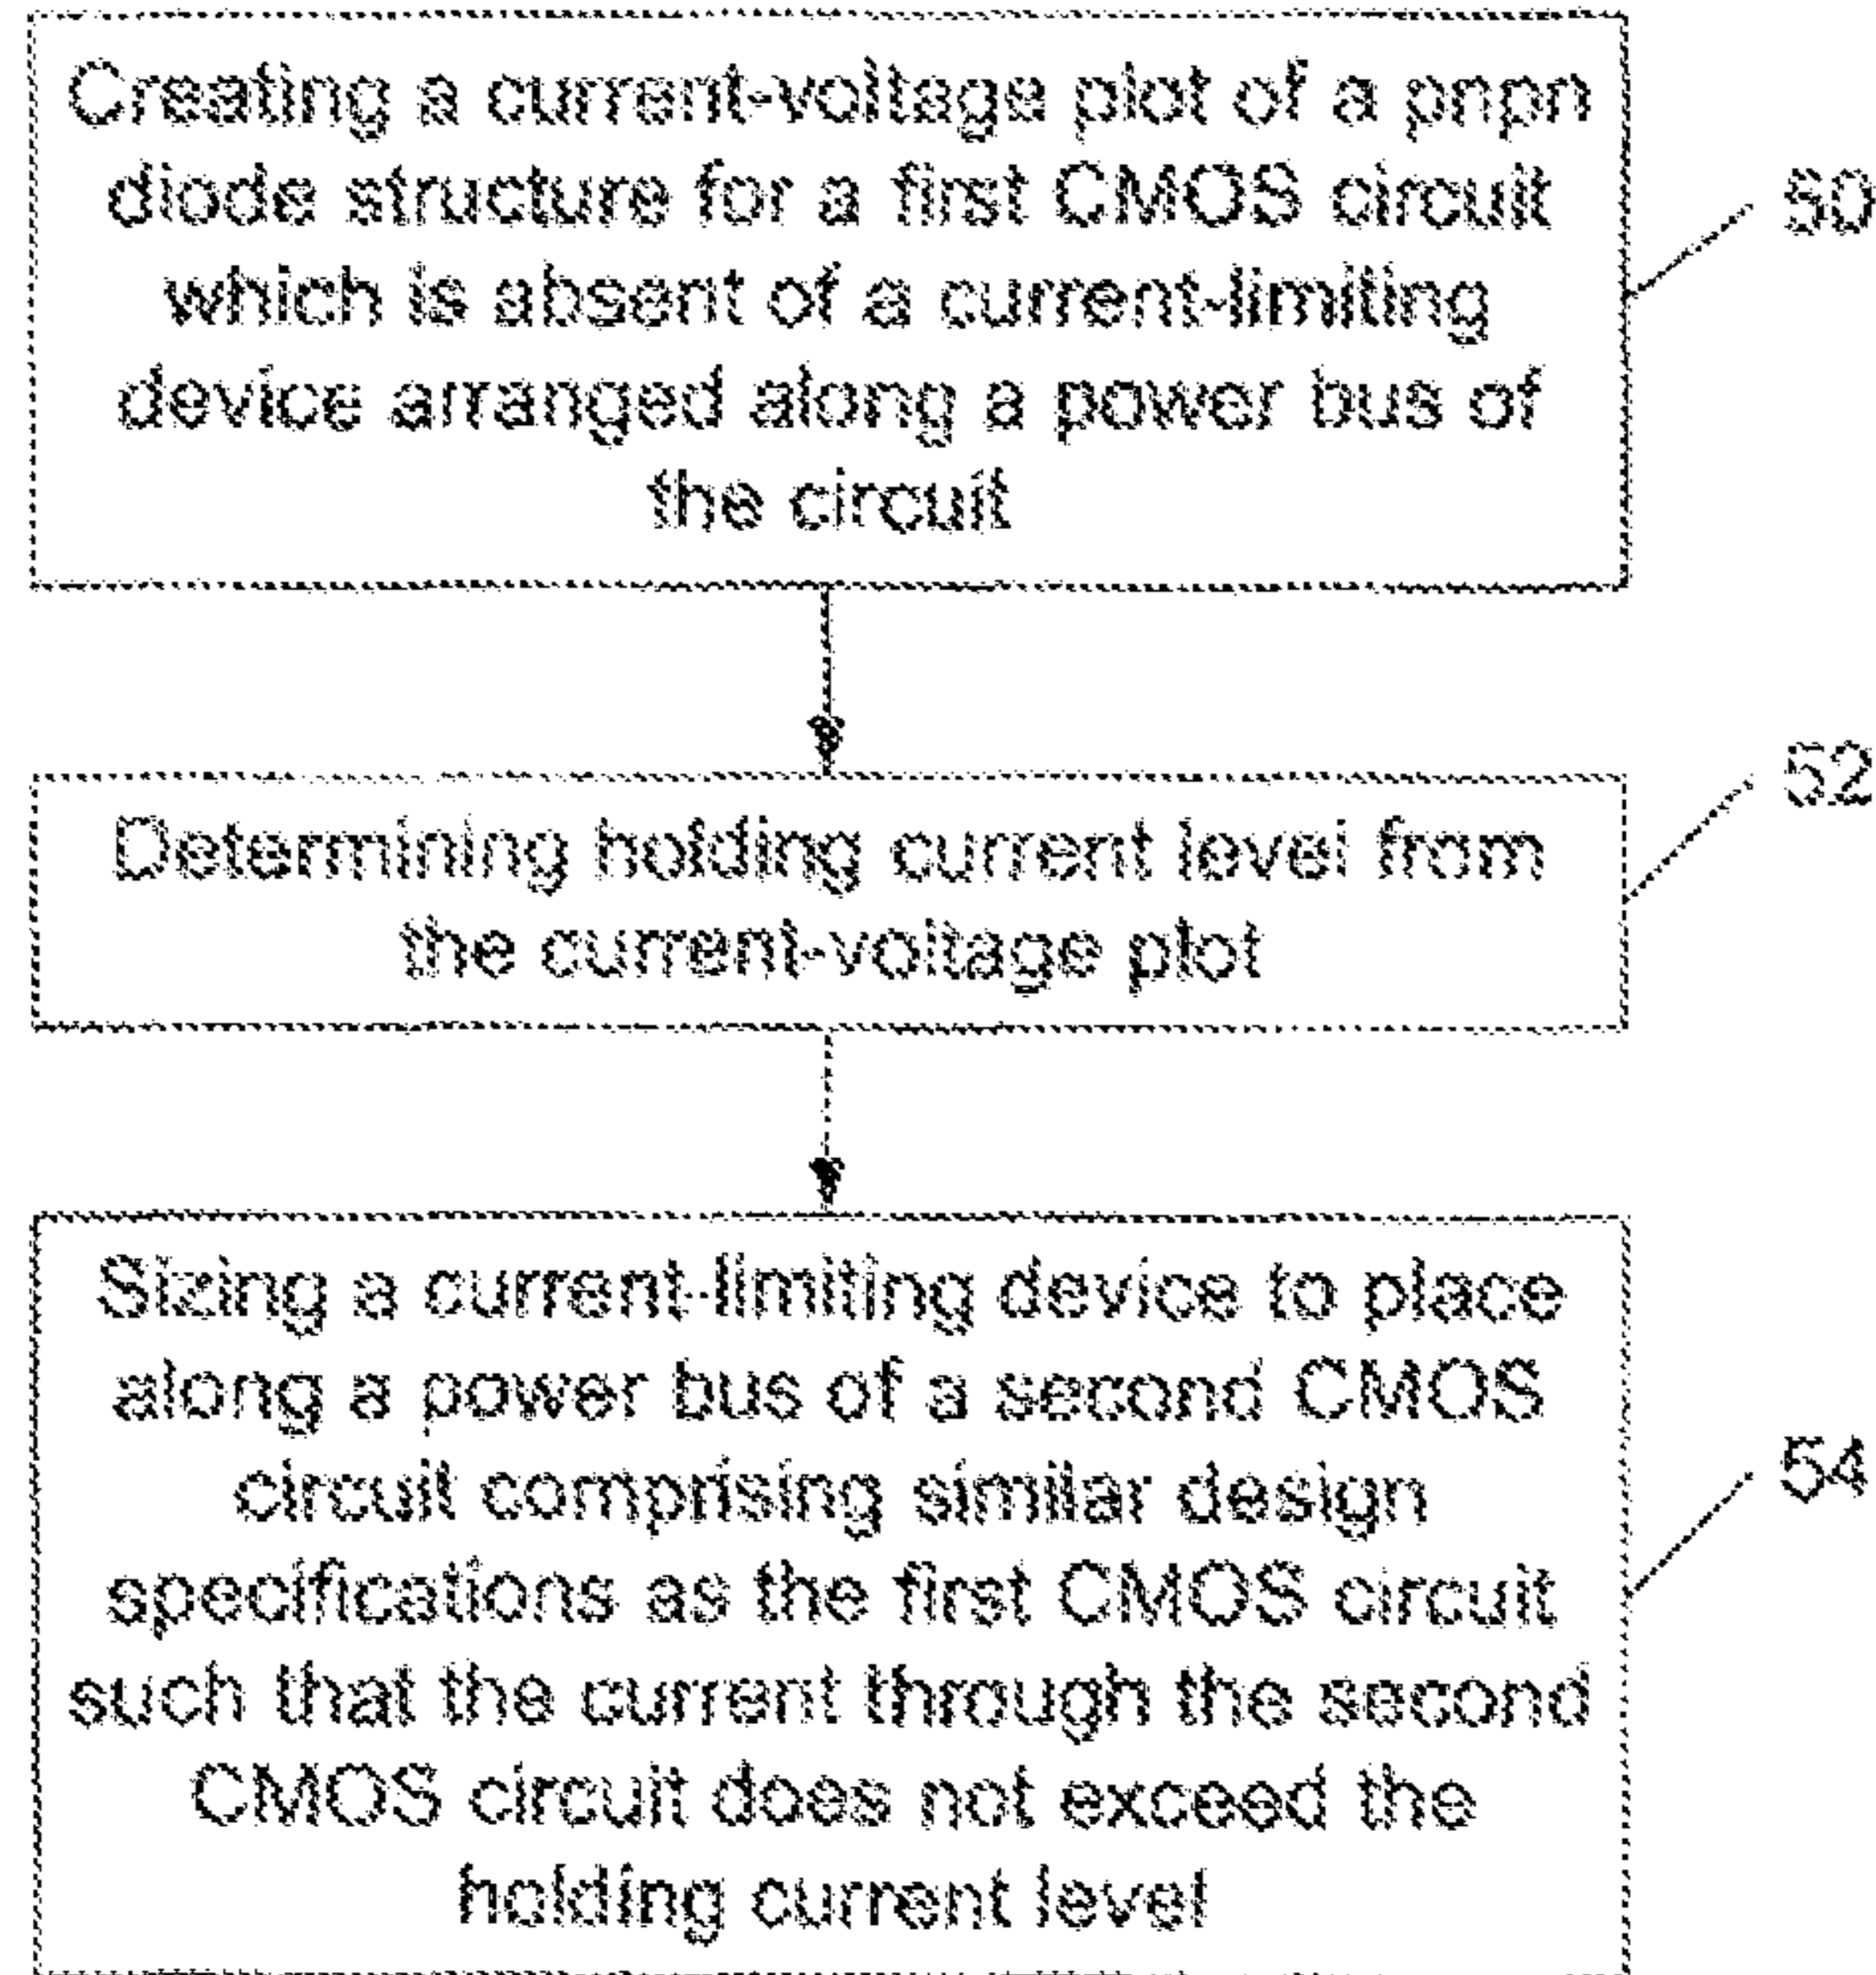 Creating a current-voltage plot of a pnpn
diode structure for a first CMOS circuit
which is absent of a current-limiting
device arranged along a power bus of
the circuit
50
Determining holding current level from
the current-voltage plot
52
Sizing a current-limiting device to place
along a power bus of a second CMOS
circuit comprising similar design
specifications as the first CMOS circuit
such that the current through the second
CMOS circuit does not exceed the
holding current level
54